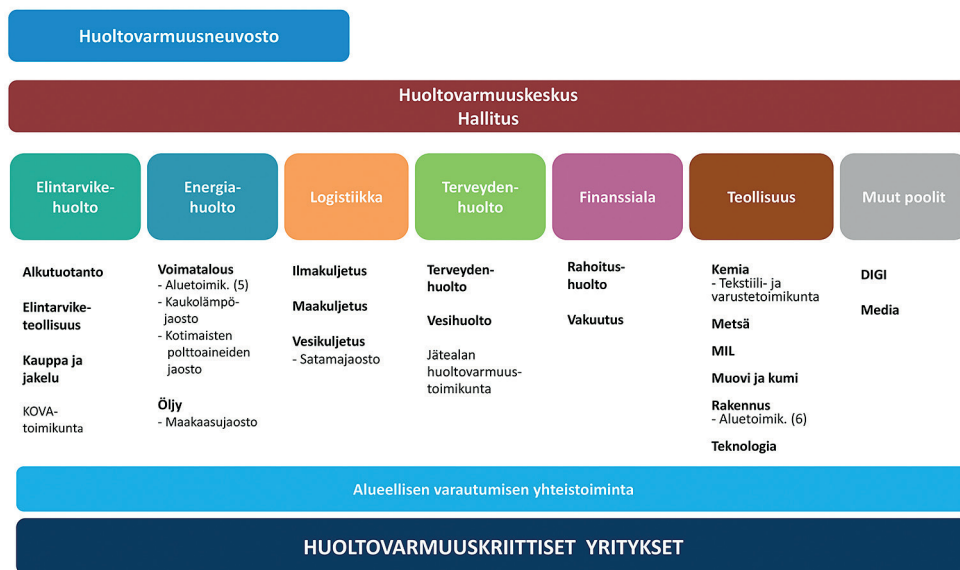 Huoltovarmuusneuvosto
Huoltovarmuuskeskus
Hallitus
Elintarvike-
huolto
Energia-
huolto
Logistiikka
Terveyden-
huolto
Finanssiala
Teollisuus
Muut poolit
Alkutuotanto
Elintarvike-
teollisuus
Kauppa ja
jakelu
KOVA-
toimikunta
Voimatalous
- Aluetoimik. (5)
- Kaukolämpö-
jaosto
- Kotimaisten
polttoaineiden
jaosto
Öljy
- Maakaasujaosto
Ilmakuljetus
Maakuljetus
Vesikuljetus
- Satamajaosto
Terveyden-
huolto
Vesihuolto
Jätealan
huoltovarmuus-
toimikunta
Rahoitus-
huolto
Vakuutus
Kemia
- Tekstiili- ja
varustetoimikunta
Metsä
MIL
Muovi ja kumi
Rakennus
- Aluetoimik. (6)
Teknologia
DIGI
Media
Alueellisen varautumisen yhteistoiminta
HUOLTOVARMUUSKRIITTISET YRITYKSET